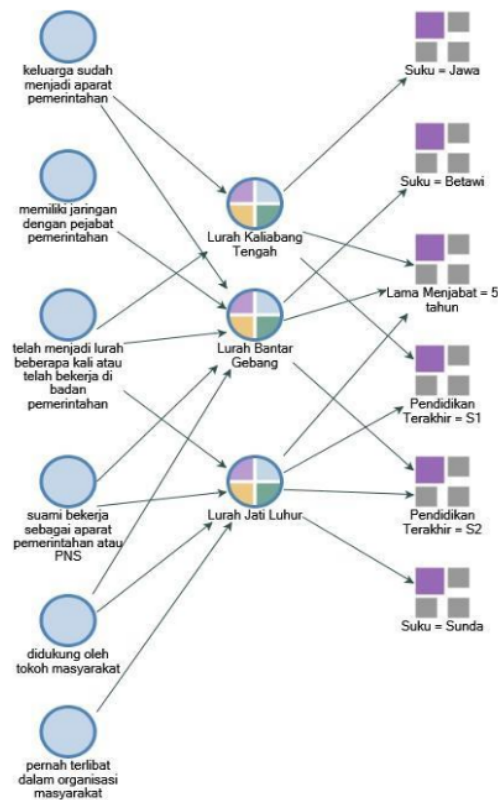 keluarga sudah
menjadi aparat
pemerintahan
memiliki jaringan
dengan pejabat
pemerintahan
telah menjadi lurah
beberapa kali atau
telah bekerja di
badan
pemerintahan
suami bekerja
sebagai aparat
pemerintahan atau
PNS
didukung oleh
tokoh masyarakat
pernah terlibat
dalam organisasi
masyarakat
Lurah Kaliabang
Tengah
Lurah Bantar
Gebang
Lurah Jati Luhur
Suku = Jawa
Suku = Betawi
Lama Menjabat = 5
tahun
Pendidikan
Terakhir = S1
Pendidikan
Terakhir = S2
Suku = Sunda